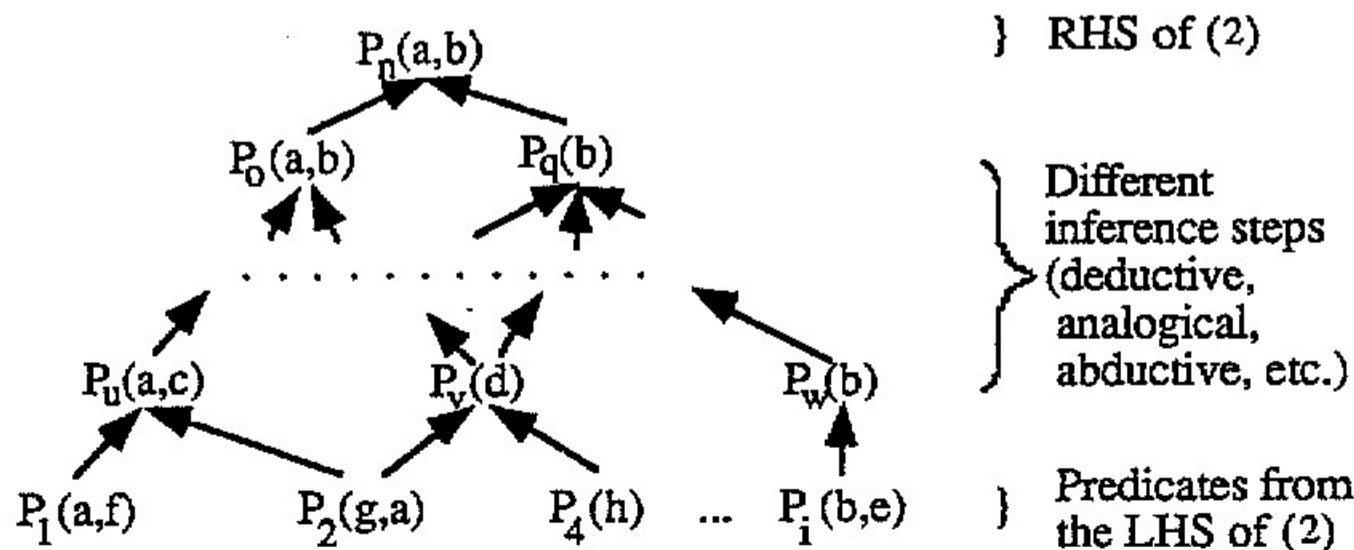 } RHS of (2)
Pn(a,b)
Po(a,b)
Pq(b)
Different
inference steps
(deductive,
analogical,
abductive, etc.)
. . . . . . . . . . . . . .
Pu(a,c)
Pv(d)
Pw(b)
P1(a,f)
P2(g,a)
P4(h)
...
Pi(b,e)
} Predicates from
the LHS of (2)